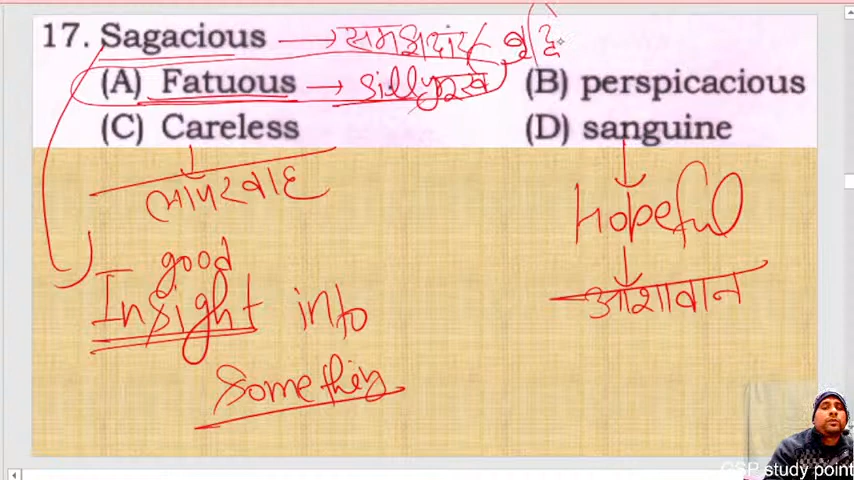 17. Sagacious → समझदार
(A) Fatuous → Silly मूर्ख (B) perspicacious
(C) Careless (D) sanguine
लापरवाह
Hopeful
आशावान
good
Insight into
Something
CSP study point